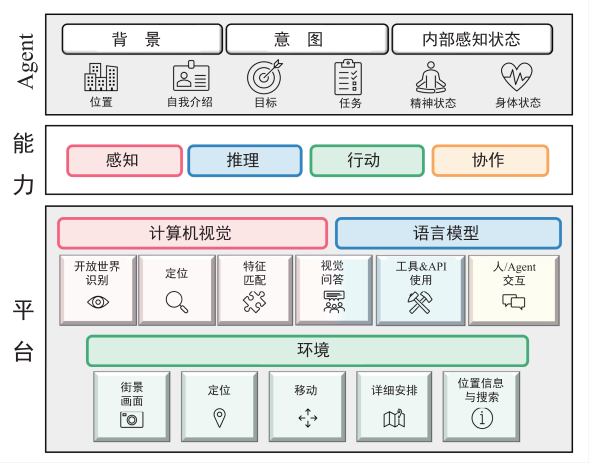 Agent
背 景
意 图
内部感知状态
位置
自我介绍
目标
任务
精神状态
身体状态
能
力
感知
推理
行动
协作
平
台
计算机视觉
语言模型
开放世界
识别
定位
特征
匹配
视觉
问答
工具&API
使用
人/Agent
交互
环境
街景
画面
定位
移动
详细安排
位置信息
与搜索